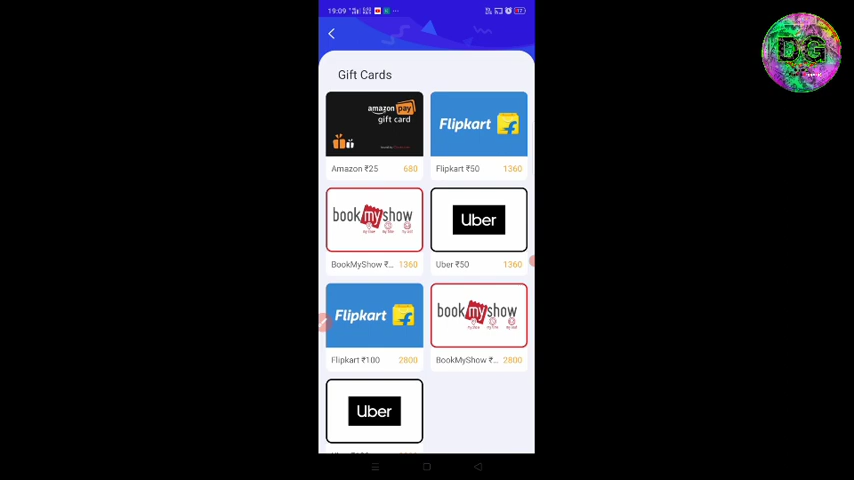 19:09
DG
Gift Cards
amazon pay
gift card
Flipkart
Amazon ₹25 680
Flipkart ₹50 1360
bookmyshow
Uber
BookMyShow ₹... 1360
Uber ₹50 1360
Flipkart
bookmyshow
Flipkart ₹100 2800
BookMyShow ₹... 2800
Uber